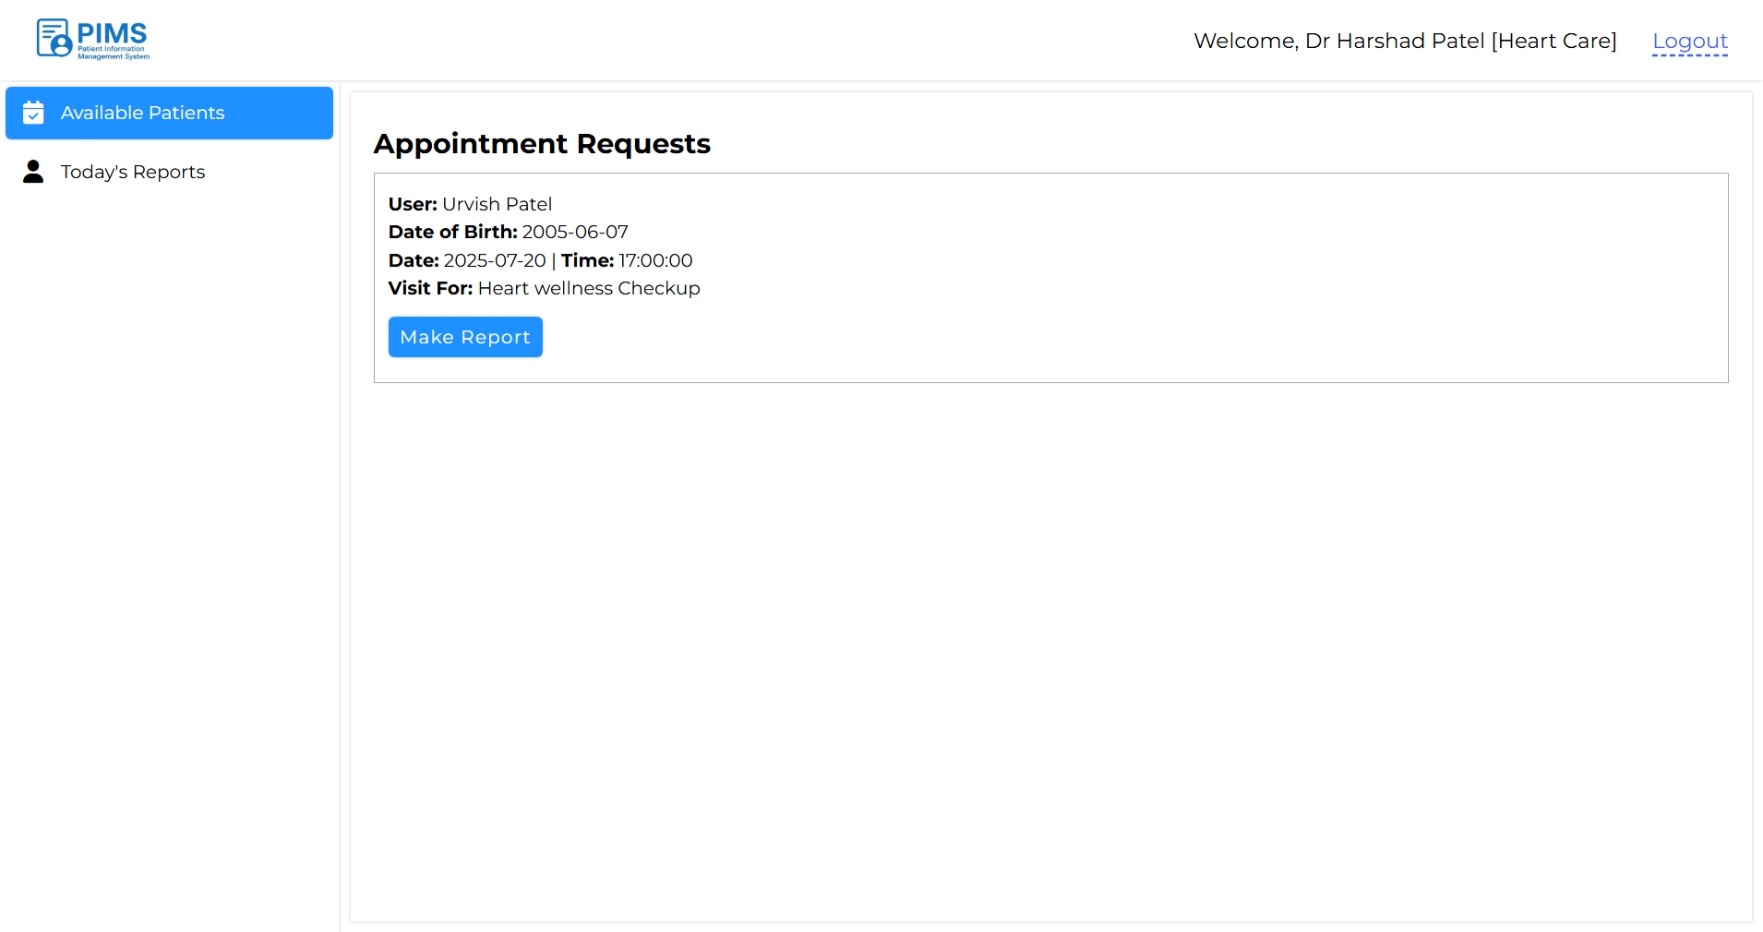 PIMS
Patient Information
Management System
Welcome, Dr Harshad Patel [Heart Care]
Logout
Available Patients
Today's Reports
Appointment Requests
User: Urvish Patel
Date of Birth: 2005-06-07
Date: 2025-07-20 | Time: 17:00:00
Visit For: Heart wellness Checkup
Make Report